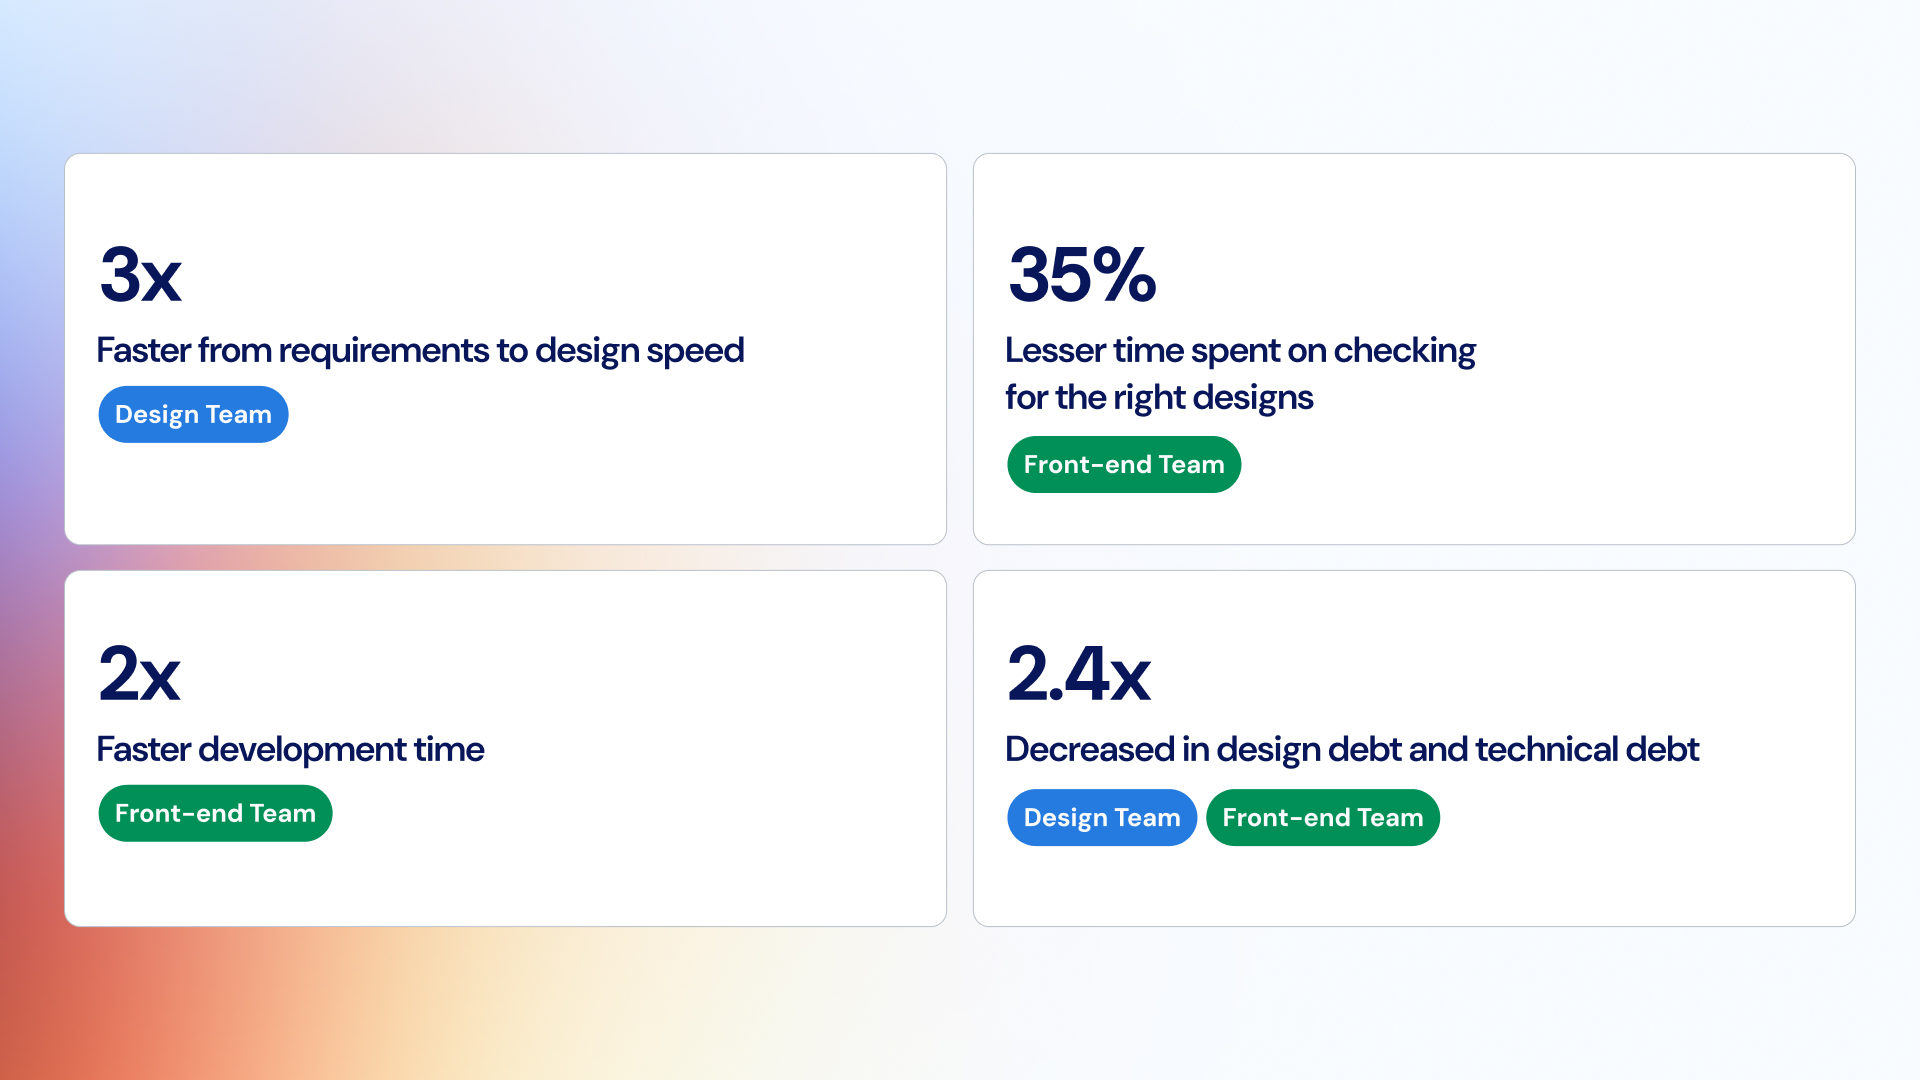 3x
Faster from requirements to design speed
Design Team
35%
Lesser time spent on checking
for the right designs
Front-end Team
2x
Faster development time
Front-end Team
2.4x
Decreased in design debt and technical debt
Design Team Front-end Team